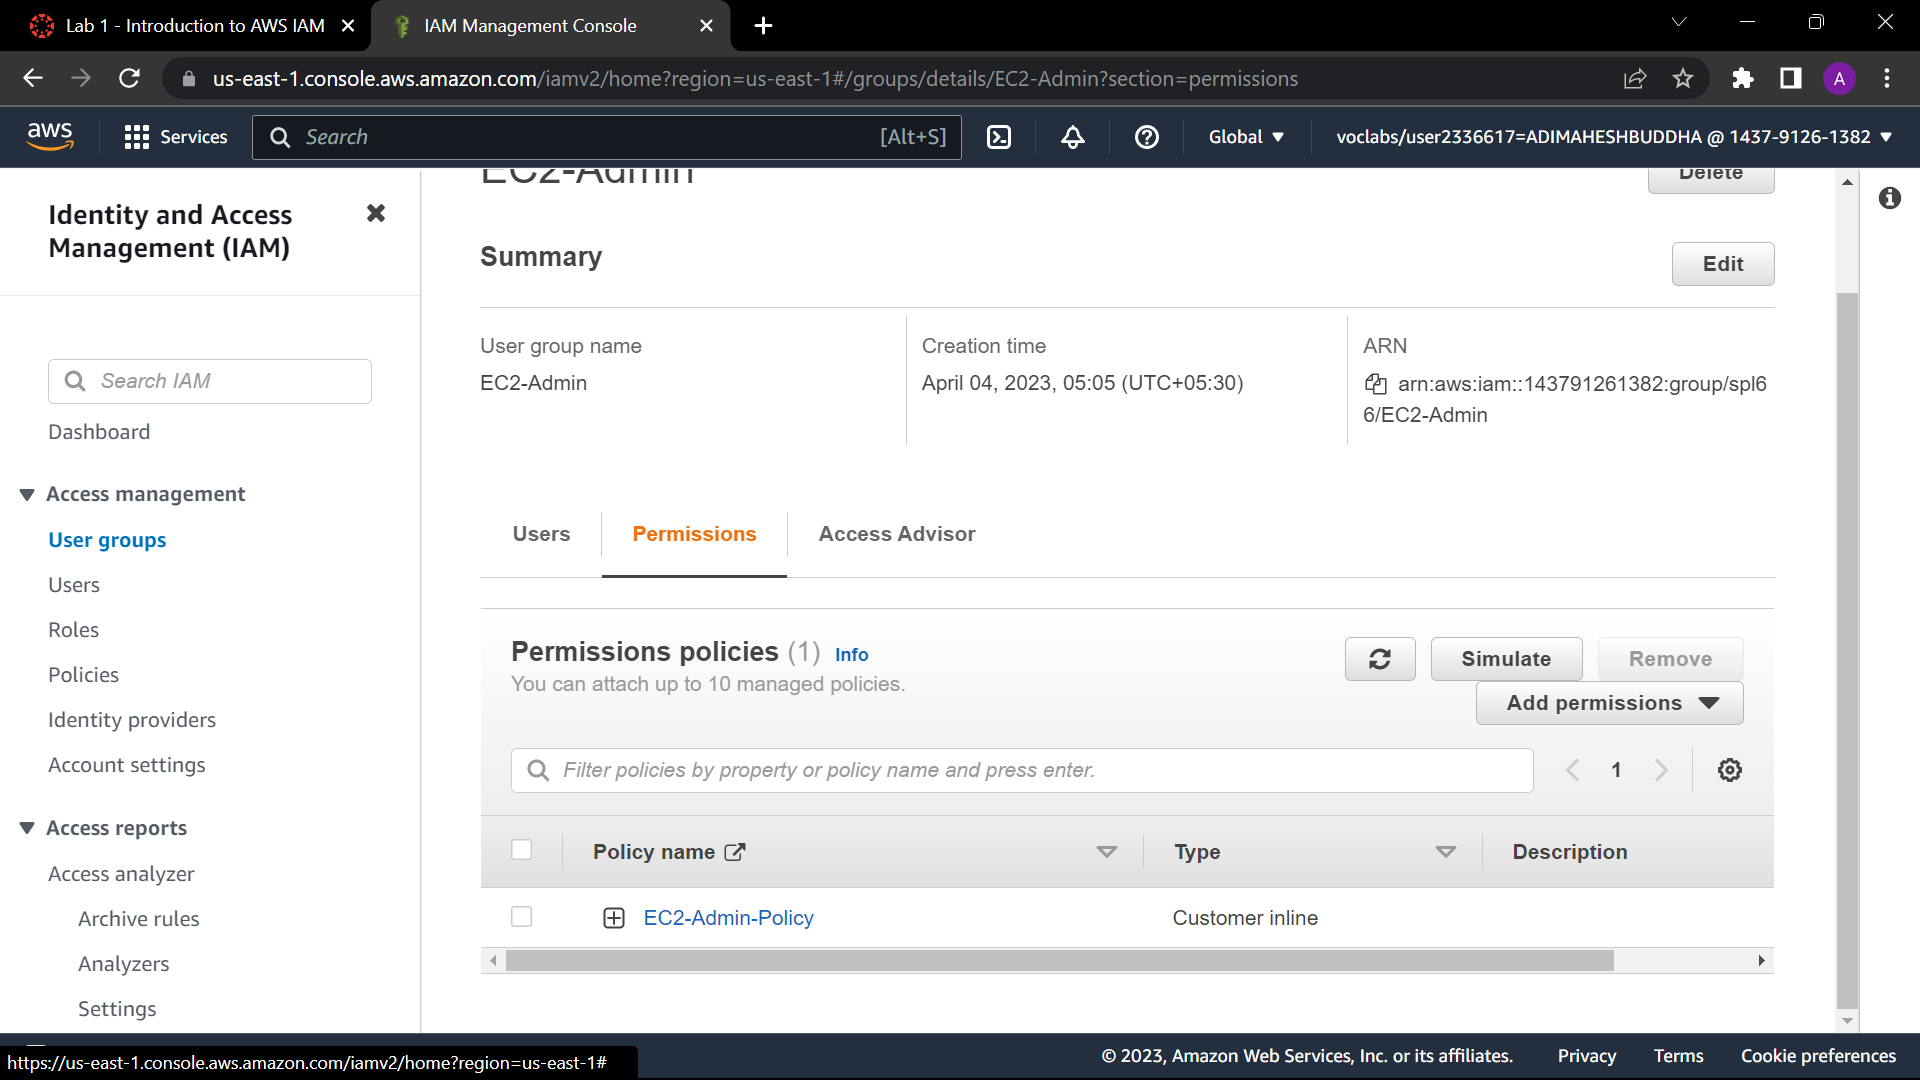 Lab 1 - Introduction to AWS IAM
IAM Management Console
us-east-1.console.aws.amazon.com/iamv2/home?region=us-east-1#/groups/details/EC2-Admin?section=permissions
A
aws
Services
Search
[Alt+S]
Global
voclabs/user2336617=ADIMAHESHBUDDHA @ 1437-9126-1382
Identity and Access
Management (IAM)
Search IAM
Dashboard
Access management
User groups
Users
Roles
Policies
Identity providers
Account settings
Access reports
Access analyzer
Archive rules
Analyzers
Settings
EC2-Admin
Delete
Summary
Edit
User group name
EC2-Admin
Creation time
April 04, 2023, 05:05 (UTC+05:30)
ARN
arn:aws:iam::143791261382:group/spl6
6/EC2-Admin
Users
Permissions
Access Advisor
Permissions policies (1) Info
You can attach up to 10 managed policies.
Simulate
Remove
Add permissions
Filter policies by property or policy name and press enter.
1
Policy name
Type
Description
EC2-Admin-Policy
Customer inline
https://us-east-1.console.aws.amazon.com/iamv2/home?region=us-east-1#
© 2023, Amazon Web Services, Inc. or its affiliates.
Privacy
Terms
Cookie preferences